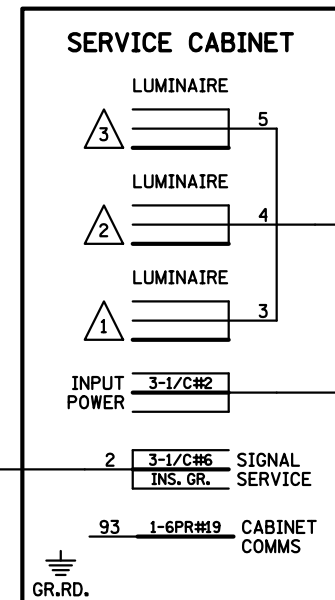 SERVICE CABINET
LUMINAIRE
3
5
LUMINAIRE
2
4
LUMINAIRE
1
3
INPUT POWER
3-1/C#2
2
3-1/C#6
INS. GR.
SIGNAL SERVICE
93
1-6PR#19
CABINET COMMS
GR.RD.